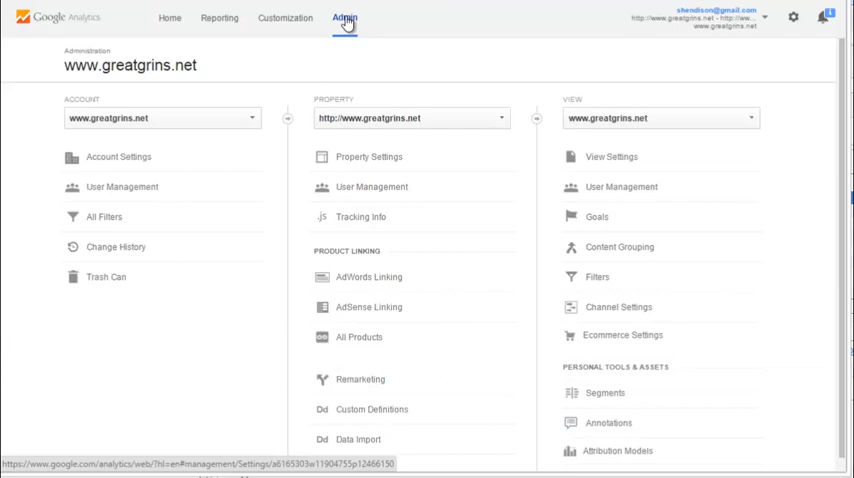 Google Analytics
Home Reporting Customization Admin
shendison@gmail.com
http://www.greatgrins.net - http://ww...
www.greatgrins.net
1
Administration
www.greatgrins.net
ACCOUNT
www.greatgrins.net
Account Settings
User Management
All Filters
Change History
Trash Can
PROPERTY
http://www.greatgrins.net
Property Settings
User Management
.js Tracking Info
PRODUCT LINKING
AdWords Linking
AdSense Linking
All Products
Remarketing
Dd Custom Definitions
Dd Data Import
VIEW
www.greatgrins.net
View Settings
User Management
Goals
Content Grouping
Filters
Channel Settings
Ecommerce Settings
PERSONAL TOOLS & ASSETS
Segments
Annotations
Attribution Models
https://www.google.com/analytics/web/?hl=en#management/Settings/a6165303w11904755p12466150